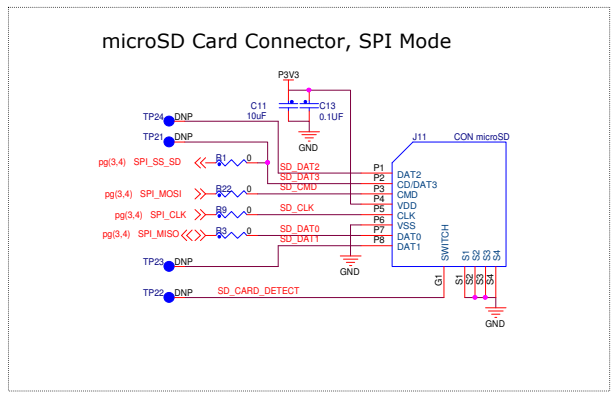 microSD Card Connector, SPI Mode
P3V3
C11
10uF
C13
0.1UF
GND
TP24 DNP
TP21 DNP
J11 CON microSD
pg(3,4) SPI_SS_SD R1 0
SD_DAT2 P1 DAT2
SD_DAT3 P2 CD/DAT3
pg(3,4) SPI_MOSI R22 0 SD_CMD P3 CMD
P4 VDD
pg(3,4) SPI_CLK R9 0 SD_CLK P5 CLK
P6 VSS
pg(3,4) SPI_MISO R3 0 SD_DAT0 P7 DAT0
SD_DAT1 P8 DAT1
TP23 DNP
GND
SWITCH S1 S2 S3 S4
G1 S1 S2 S3 S4
TP22 DNP SD_CARD_DETECT
GND